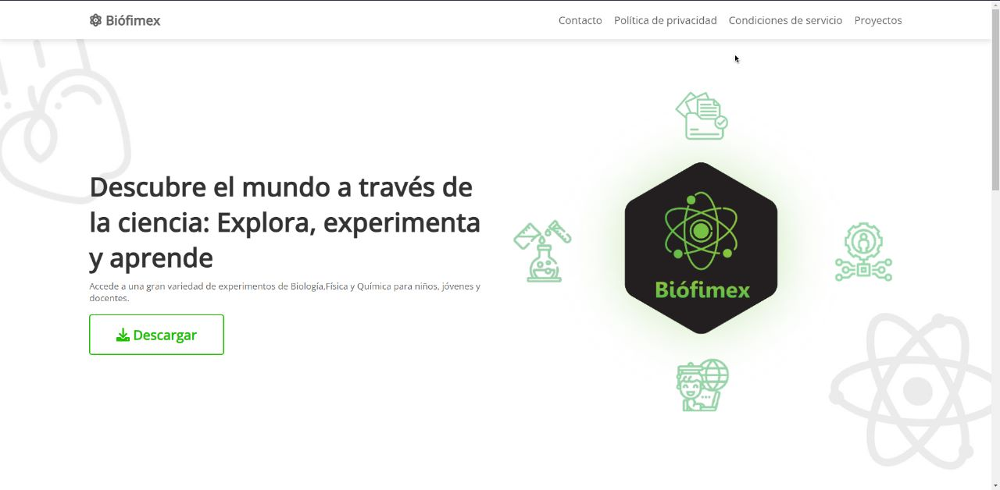 Biófimex
Contacto Política de privacidad Condiciones de servicio Proyectos
Descubre el mundo a través de
la ciencia: Explora, experimenta
y aprende
Accede a una gran variedad de experimentos de Biología,Física y Química para niños, jóvenes y
docentes.
Descargar
Biófimex